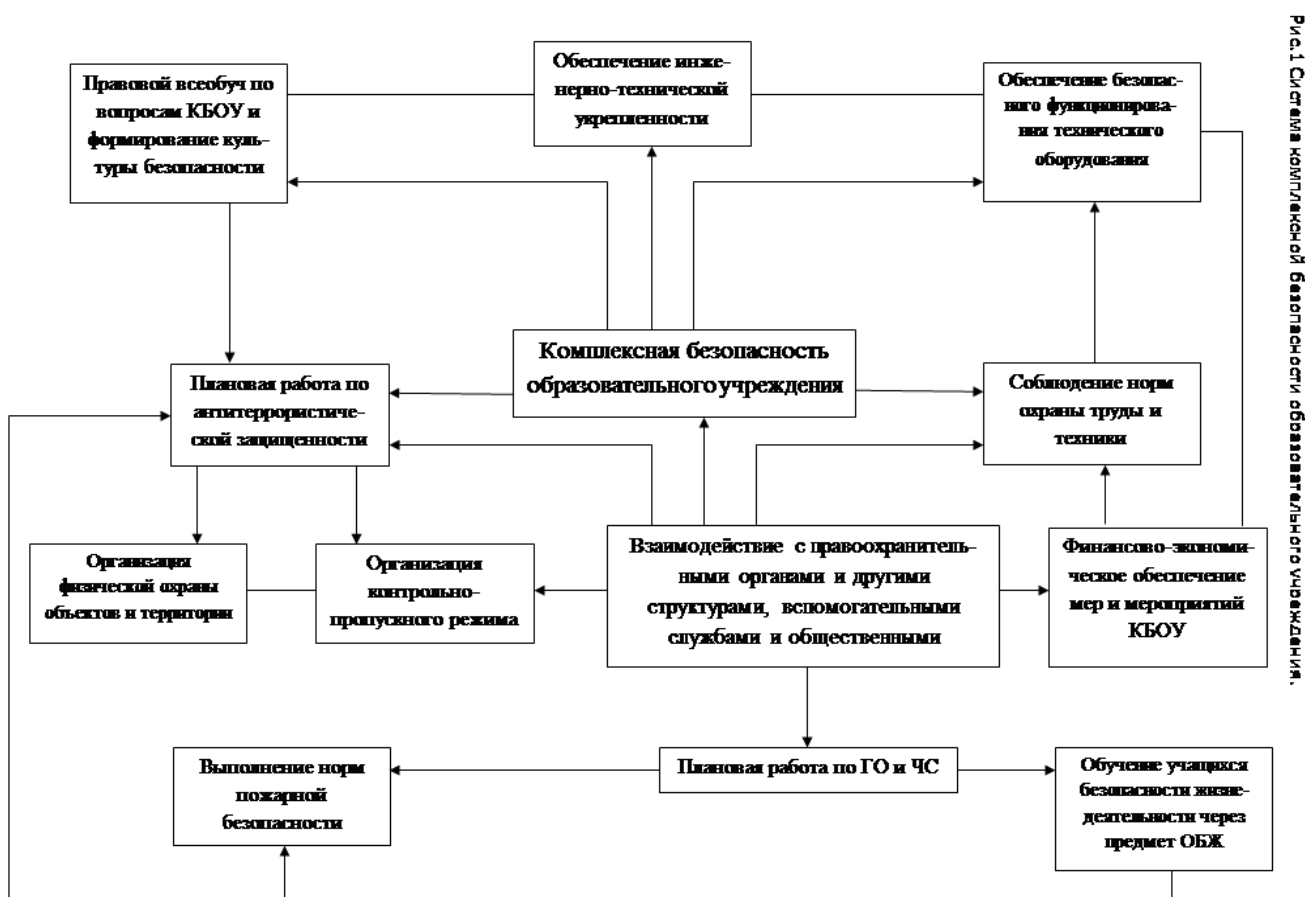 Рис.1 Система комплексной безопасности образовательного учреждения.
Правовой всеобуч по
вопросам КБОУ и
формирование куль-
туры безопасности
Обеспечение инже-
нерно-технической
укрепленности
Обеспечение безопас-
ного функционирова-
ния технического
оборудования
Комплексная безопасность
образовательного учреждения
Плановая работа по
антитеррористиче-
ской защищенности
Соблюдение норм
охраны труды и
техники
Организация
физической охраны
объектов и территории
Организация
контрольно-
пропускного режима
Взаимодействие с правоохранитель-
ными органами и другими
структурами, вспомогательными
службами и общественными
Финансово-экономи-
ческое обеспечение
мер и мероприятий
КБОУ
Выполнение норм
пожарной
безопасности
Плановая работа по ГО и ЧС
Обучение учащихся
безопасности жизне-
деятельности через
предмет ОБЖ